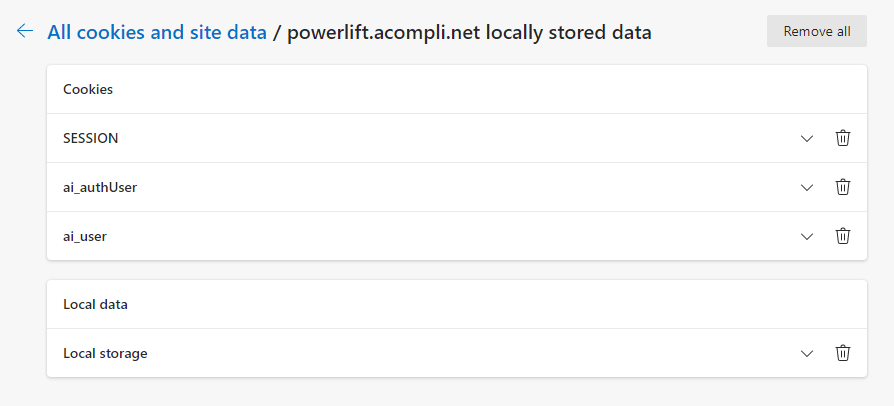 All cookies and site data / powerlift.acompli.net locally stored data
Remove all
Cookies
SESSION
ai_authUser
ai_user
Local data
Local storage